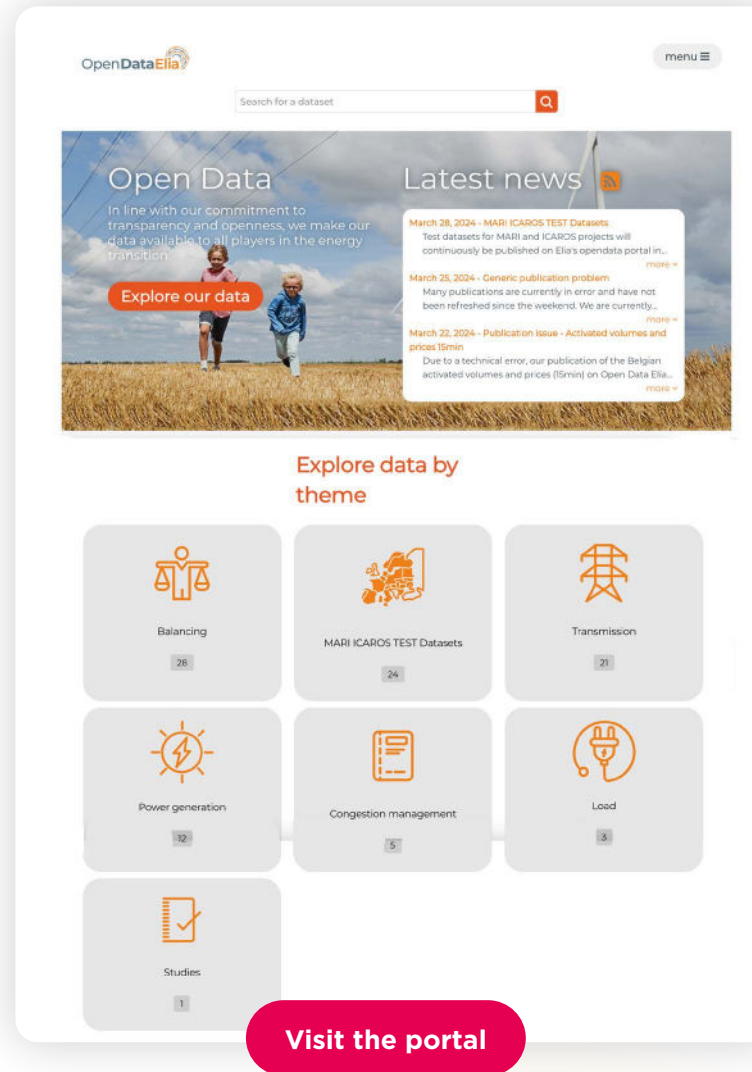 OpenDataElia
menu
Search for a dataset
Open Data
In line with our commitment to
transparency and openness, we make our
data available to all players in the energy
transition
Explore our data
Latest news
March 28, 2024 - MARI ICAROS TEST Datasets
Test datasets for MARI and ICAROS projects will
continuously be published on Elia's opendata portal in...
more
March 25, 2024 - Generic publication problem
Many publications are currently in error and have not
been refreshed since the weekend. We are currently...
more
March 22, 2024 - Publication issue - Activated volumes and
prices 15min
Due to a technical error, our publication of the Belgian
activated volumes and prices (15min) on Open Data Elia...
more
Explore data by
theme
Balancing
28
MARI ICAROS TEST Datasets
24
Transmission
21
Power generation
12
Congestion management
5
Load
3
Studies
1
Visit the portal